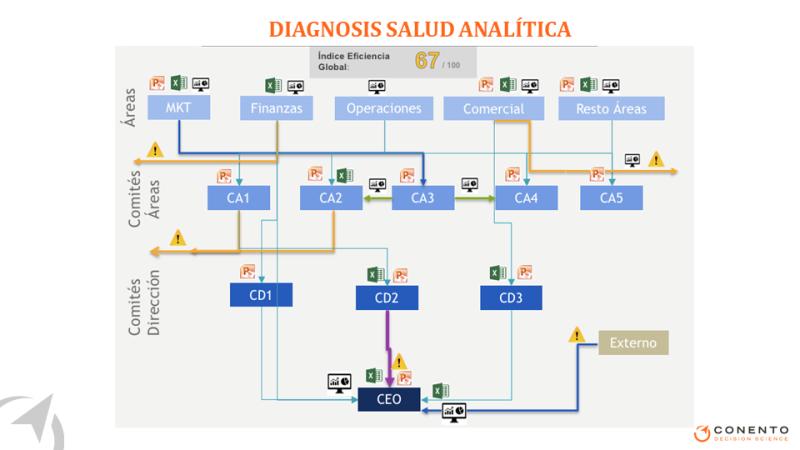 DIAGNOSIS SALUD ANALÍTICA
Índice Eficiencia
Global:
67 / 100
Áreas
MKT
Finanzas
Operaciones
Comercial
Resto Áreas
Comités
Áreas
CA1
CA2
CA3
CA4
CA5
Comités
Dirección
CD1
CD2
CD3
Externo
CEO
CONENTO
DECISION SCIENCE